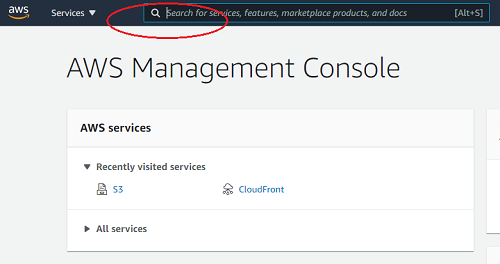 aws Services Search for services, features, marketplace products, and docs [Alt+S]
AWS Management Console
AWS services
Recently visited services
S3 CloudFront
All services